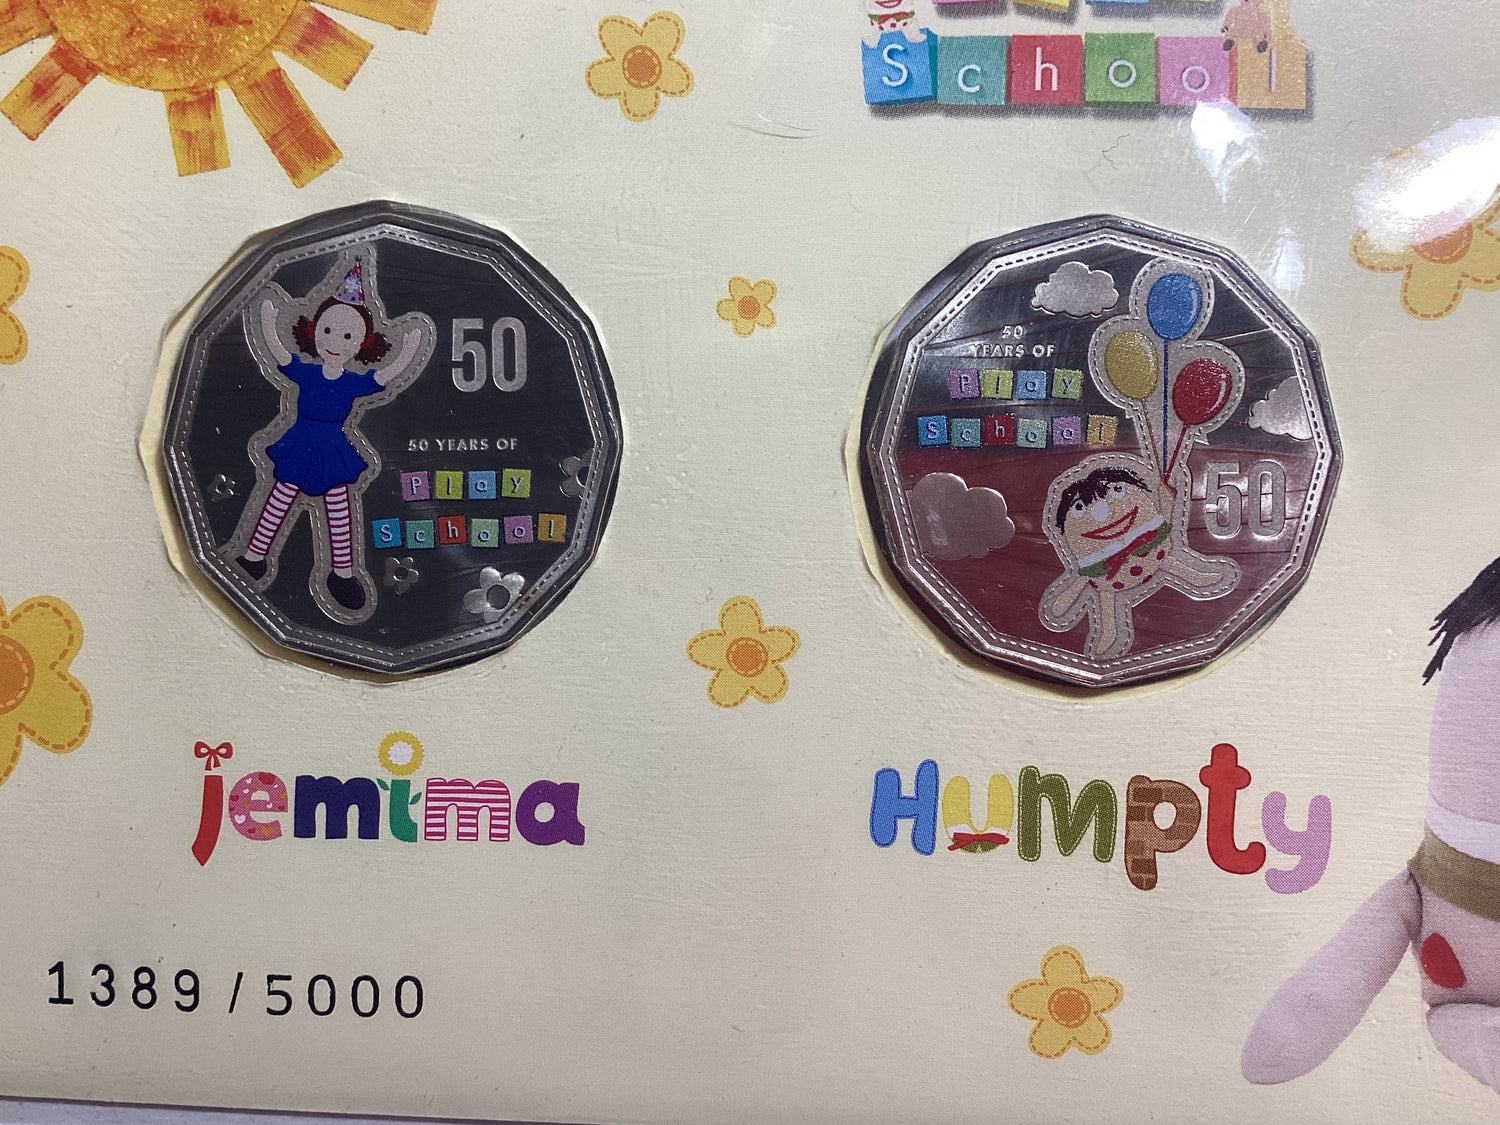 School
50
50 YEARS OF
Play
School
50
YEARS OF
Play
School
50
jemima
Humpty
1389/5000